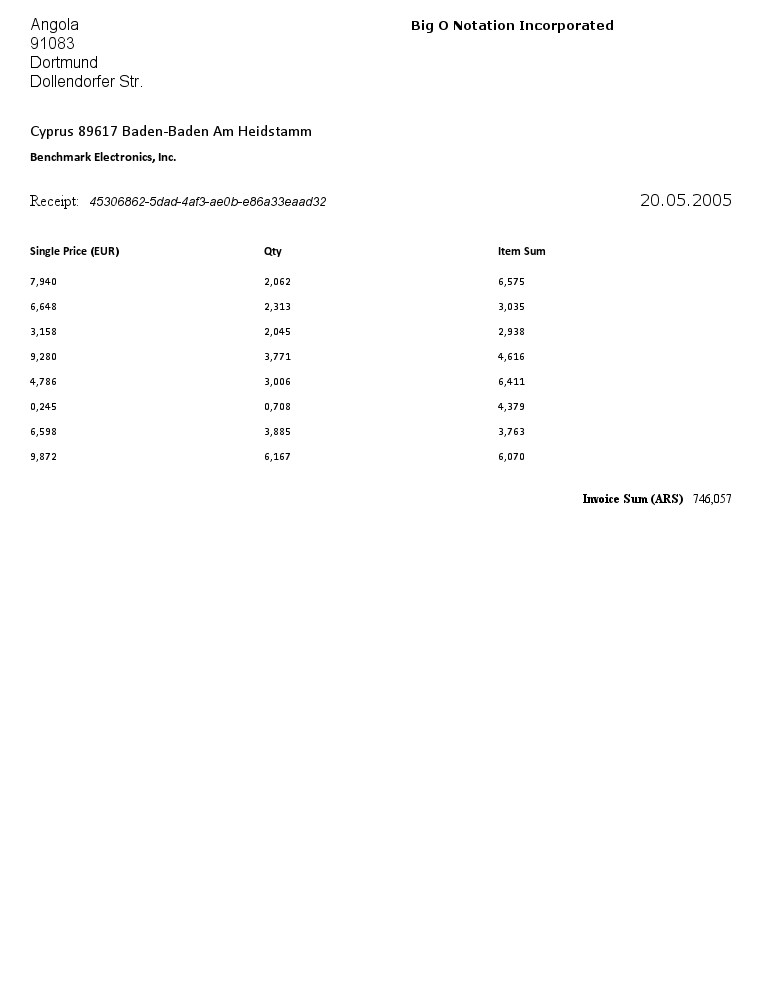 Angola
91083
Dortmund
Dollendorfer Str.
Big O Notation Incorporated
Cyprus 89617 Baden-Baden Am Heidstamm
Benchmark Electronics, Inc.
Receipt: 45306862-5dad-4af3-ae0b-e86a33eaad32 20.05.2005
Single Price (EUR) Qty Item Sum
7,940 2,062 6,575
6,648 2,313 3,035
3,158 2,045 2,938
9,280 3,771 4,616
4,786 3,006 6,411
0,245 0,708 4,379
6,598 3,885 3,763
9,872 6,167 6,070
Invoice Sum (ARS) 746,057